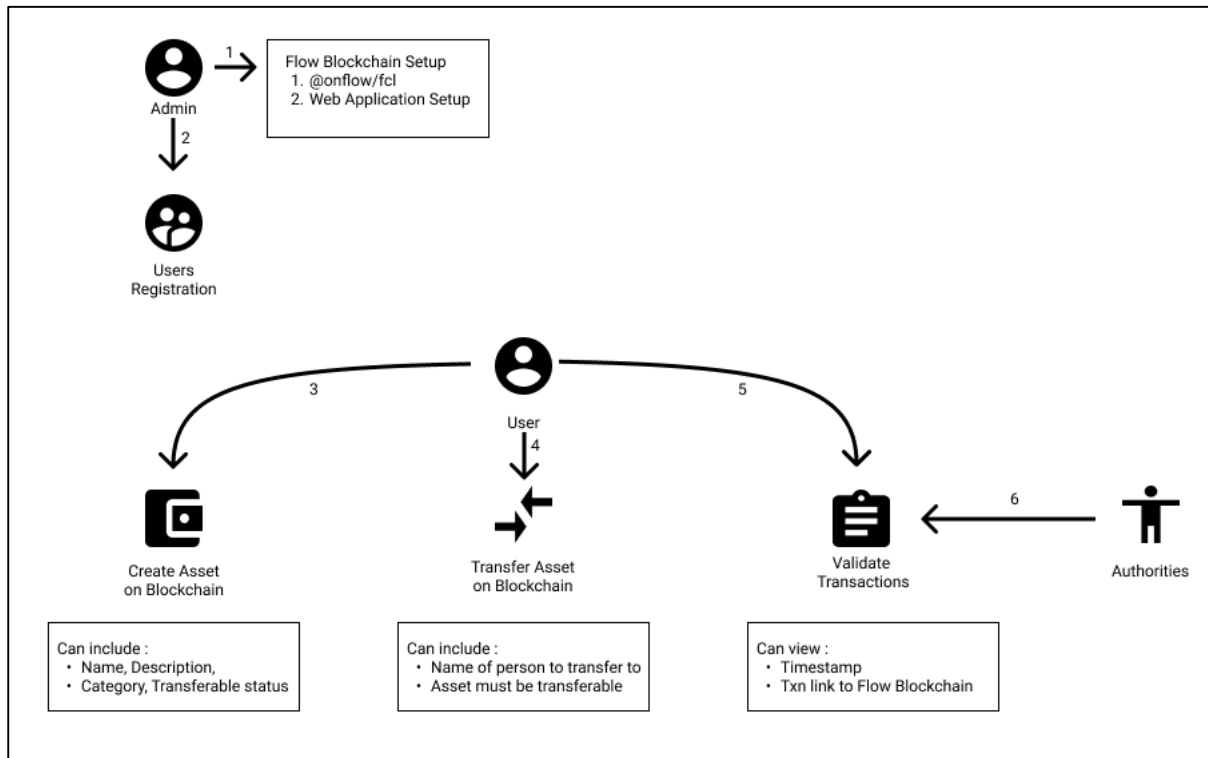 1
Flow Blockchain Setup
1. @onflow/fcl
2. Web Application Setup
Admin
2
Users
Registration
3
5
User
4
6
Create Asset
on Blockchain
Transfer Asset
on Blockchain
Validate
Transactions
Authorities
Can include :
• Name, Description,
• Category, Transferable status
Can include :
• Name of person to transfer to
• Asset must be transferable
Can view :
• Timestamp
• Txn link to Flow Blockchain